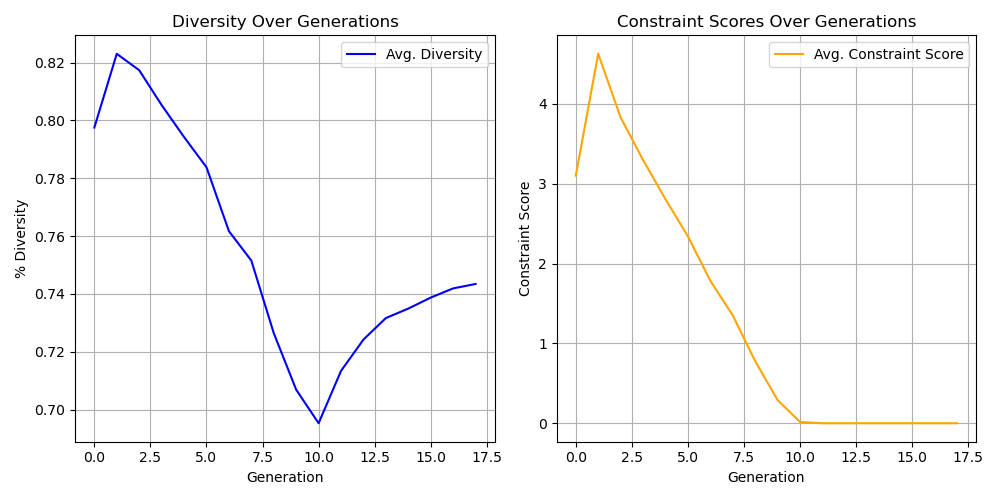 Diversity Over Generations
Avg. Diversity
% Diversity
0.82
0.80
0.78
0.76
0.74
0.72
0.70
0.0 2.5 5.0 7.5 10.0 12.5 15.0 17.5
Generation
Constraint Scores Over Generations
Avg. Constraint Score
Constraint Score
4
3
2
1
0
0.0 2.5 5.0 7.5 10.0 12.5 15.0 17.5
Generation